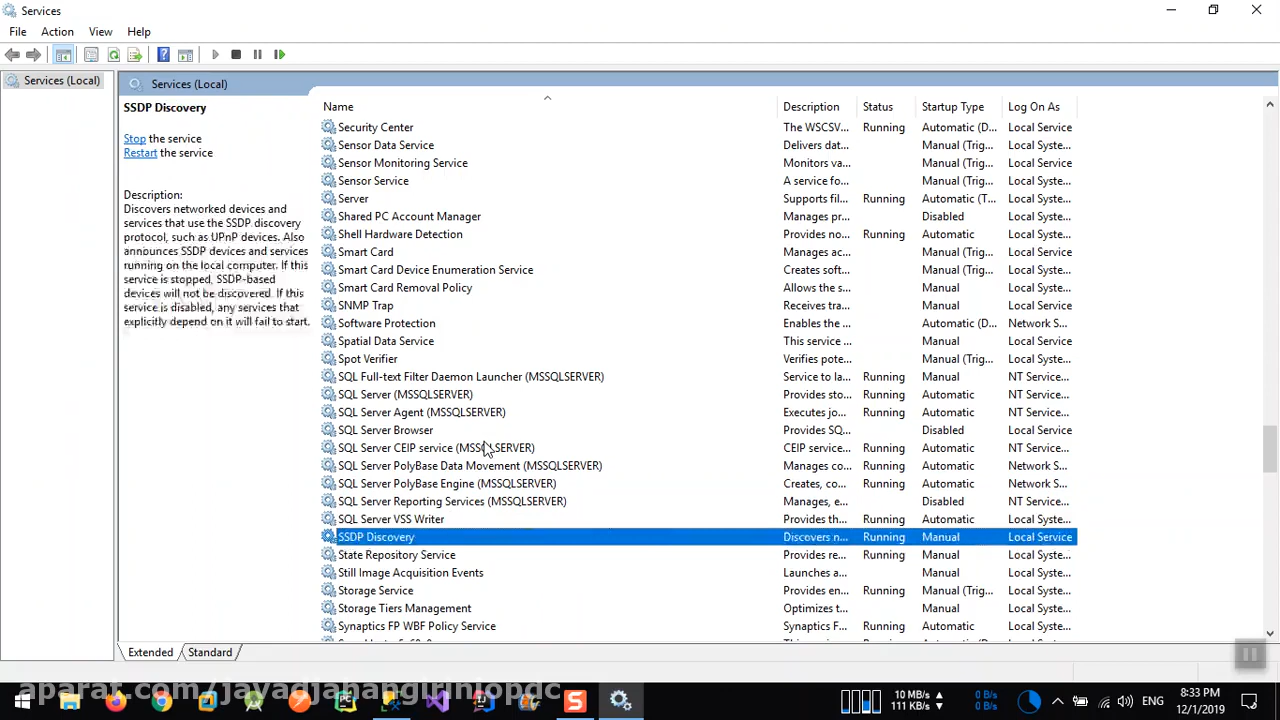 Services
File Action View Help
Services (Local)
Services (Local)
SSDP Discovery
Stop the service
Restart the service
Description:
Discovers networked devices and
services that use the SSDP discovery
protocol, such as UPnP devices. Also
announces SSDP devices and services
running on the local computer. If this
service is stopped, SSDP-based
devices will not be discovered. If this
service is disabled, any services that
explicitly depend on it will fail to start.
Name Description Status Startup Type Log On As
Security Center The WSCSV... Running Automatic (D... Local Service
Sensor Data Service Delivers dat... Manual (Trig... Local Syste...
Sensor Monitoring Service Monitors va... Manual (Trig... Local Service
Sensor Service A service fo... Manual (Trig... Local Syste...
Server Supports fil... Running Automatic (T... Local Syste...
Shared PC Account Manager Manages pr... Disabled Local Syste...
Shell Hardware Detection Provides no... Running Automatic Local Syste...
Smart Card Manages ac... Manual (Trig... Local Service
Smart Card Device Enumeration Service Creates soft... Manual (Trig... Local Syste...
Smart Card Removal Policy Allows the s... Manual Local Syste...
SNMP Trap Receives tra... Manual Local Service
Software Protection Enables the ... Automatic (D... Network S...
Spatial Data Service This service ... Manual Local Service
Spot Verifier Verifies pote... Manual (Trig... Local Syste...
SQL Full-text Filter Daemon Launcher (MSSQLSERVER) Service to la... Running Manual NT Service...
SQL Server (MSSQLSERVER) Provides sto... Running Automatic NT Service...
SQL Server Agent (MSSQLSERVER) Executes jo... Running Automatic NT Service...
SQL Server Browser Provides SQ... Disabled Local Service
SQL Server CEIP service (MSSQLSERVER) CEIP service... Running Automatic NT Service...
SQL Server PolyBase Data Movement (MSSQLSERVER) Manages co... Running Automatic Network S...
SQL Server PolyBase Engine (MSSQLSERVER) Creates, co... Running Automatic Network S...
SQL Server Reporting Services (MSSQLSERVER) Manages, e... Disabled NT Service...
SQL Server VSS Writer Provides th... Running Automatic Local Syste...
SSDP Discovery Discovers n... Running Manual Local Service
State Repository Service Provides re... Running Manual Local Syste...
Still Image Acquisition Events Launches a... Manual Local Syste...
Storage Service Provides en... Running Manual (Trig... Local Syste...
Storage Tiers Management Optimizes t... Manual Local Syste...
Synaptics FP WBF Policy Service Synaptics F... Running Manual Local Syste...
Extended Standard
aparat.com/javadjahangiriniopdc
10 MB/s 0 B/s
111 KB/s 0 B/s
ENG
8:33 PM
12/1/2019